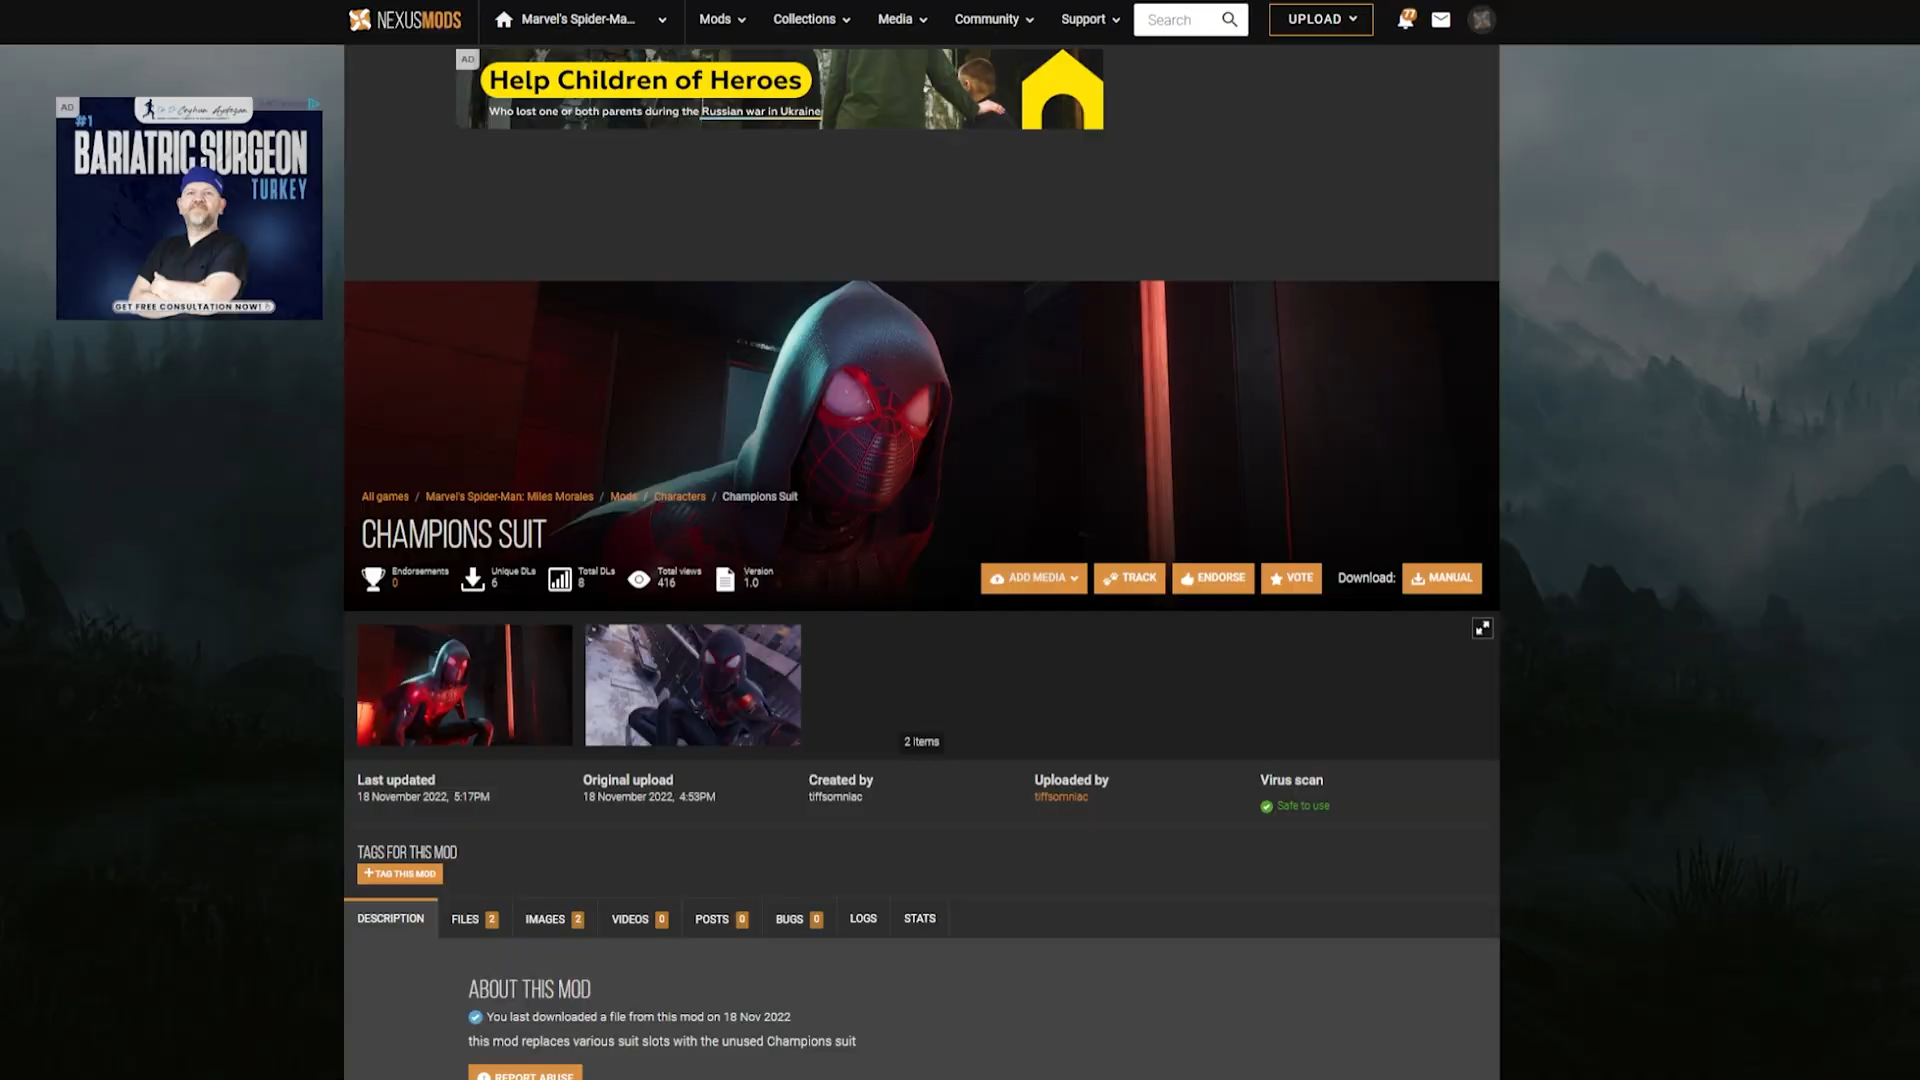 NEXUSMODS
Marvel's Spider-Ma...
Mods
Collections
Media
Community
Support
Search
UPLOAD
77
AD
Help Children of Heroes
Who lost one or both parents during the Russian war in Ukraine
AD
#1
BARIATRIC SURGEON
TURKEY
GET FREE CONSULTATION NOW!
All games / Marvel's Spider-Man: Miles Morales / Mods / Characters / Champions Suit
CHAMPIONS SUIT
Endorsements
0
Unique DLs
6
Total DLs
8
Total views
416
Version
1.0
ADD MEDIA
TRACK
ENDORSE
VOTE
Download:
MANUAL
2 items
Last updated
18 November 2022, 5:17PM
Original upload
18 November 2022, 4:53PM
Created by
tiffsomniac
Uploaded by
tiffsomniac
Virus scan
Safe to use
TAGS FOR THIS MOD
+TAG THIS MOD
DESCRIPTION
FILES 2
IMAGES 2
VIDEOS 0
POSTS 0
BUGS 0
LOGS
STATS
ABOUT THIS MOD
You last downloaded a file from this mod on 18 Nov 2022
this mod replaces various suit slots with the unused Champions suit
REPORT ABUSE